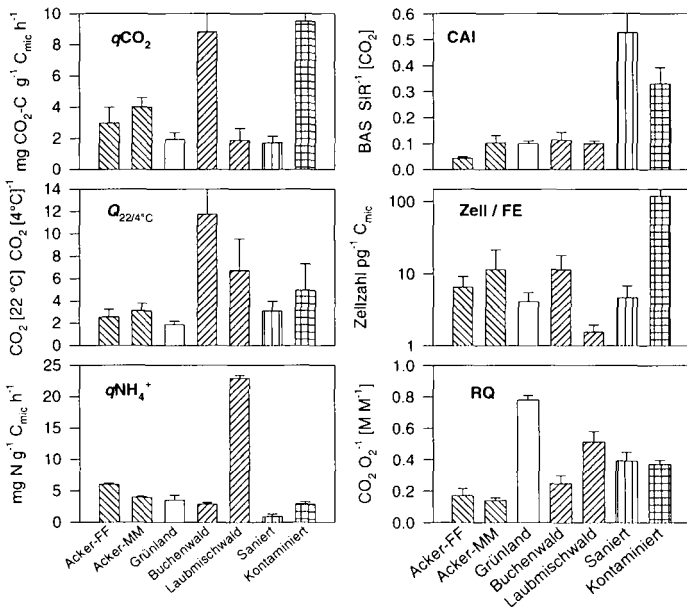 qCO₂
mg CO₂-C g⁻¹ C_mic h⁻¹
10
8
6
4
2
0
CAI
BAS SIR⁻¹ [CO₂]
0.6
0.5
0.4
0.3
0.2
0.1
0.0
Q_22/4°C
CO₂ [22 °C] CO₂ [4°C]⁻¹
14
12
10
8
6
4
2
0
Zell / FE
Zellzahl pg⁻¹ C_mic
100
10
1
qNH₄⁺
mg N g⁻¹ C_mic h⁻¹
25
20
15
10
5
0
Acker-FF
Acker-MM
Grünland
Buchenwald
Laubmischwald
Saniert
Kontaminiert
RQ
CO₂ O₂⁻¹ [M M⁻¹]
1.0
0.8
0.6
0.4
0.2
0.0
Acker-FF
Acker-MM
Grünland
Buchenwald
Laubmischwald
Saniert
Kontaminiert